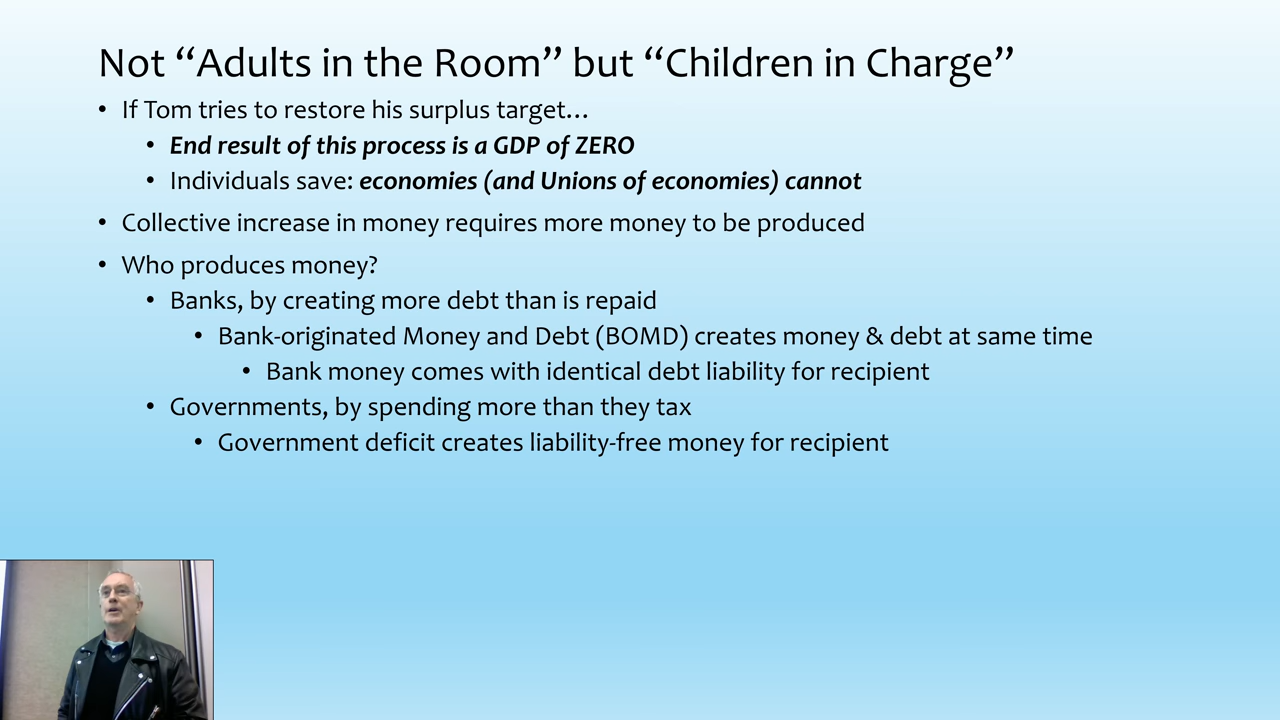 Not “Adults in the Room” but “Children in Charge”
• If Tom tries to restore his surplus target…
• End result of this process is a GDP of ZERO
• Individuals save: economies (and Unions of economies) cannot
• Collective increase in money requires more money to be produced
• Who produces money?
• Banks, by creating more debt than is repaid
• Bank-originated Money and Debt (BOMD) creates money & debt at same time
• Bank money comes with identical debt liability for recipient
• Governments, by spending more than they tax
• Government deficit creates liability-free money for recipient